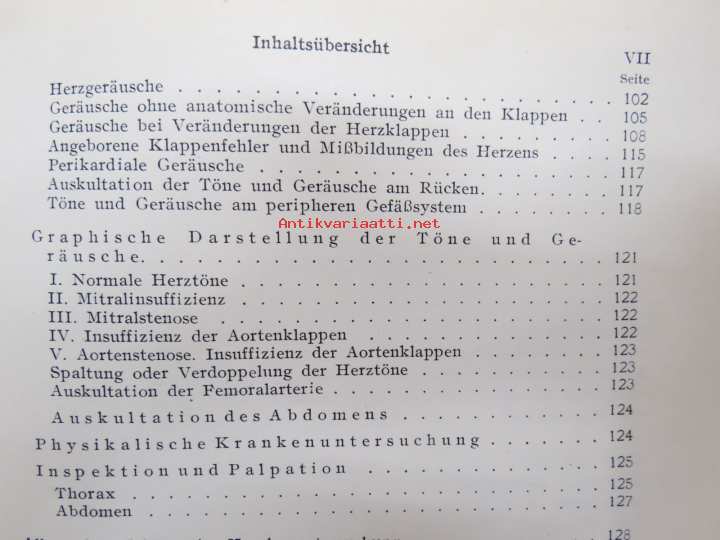 Inhaltsübersicht VII
Seite
Herzgeräusche . . . . . . . . . . . . . . . . . . . . . . 102
Geräusche ohne anatomische Veränderungen an den Klappen . . 105
Geräusche bei Veränderungen der Herzklappen . . . . . . . . 108
Angeborene Klappenfehler und Mißbildungen des Herzens . . . . 115
Perikardiale Geräusche . . . . . . . . . . . . . . . . . . 117
Auskultation der Töne und Geräusche am Rücken. . . . . . . 117
Töne und Geräusche am peripheren Gefäßsystem . . . . . . . 118
Antikvariaatti.net
Graphische Darstellung der Töne und Ge-
räusche. . . . . . . . . . . . . . . . . . . . . . . 121
I. Normale Herztöne . . . . . . . . . . . . . . . . . . 121
II. Mitralinsuffizienz . . . . . . . . . . . . . . . . . . 122
III. Mitralstenose . . . . . . . . . . . . . . . . . . . 122
IV. Insuffizienz der Aortenklappen . . . . . . . . . . . . 122
V. Aortenstenose. Insuffizienz der Aortenklappen . . . . . . . 123
Spaltung oder Verdoppelung der Herztöne . . . . . . . . . 123
Auskultation der Femoralarterie . . . . . . . . . . . . . 123
Auskultation des Abdomens . . . . . . . . . . 124
Physikalische Krankenuntersuchung . . . . . . 124
Inspektion und Palpation . . . . . . . . . . . . 125
Thorax . . . . . . . . . . . . . . . . . . . . . . . 125
Abdomen . . . . . . . . . . . . . . . . . . . . . . 127
128